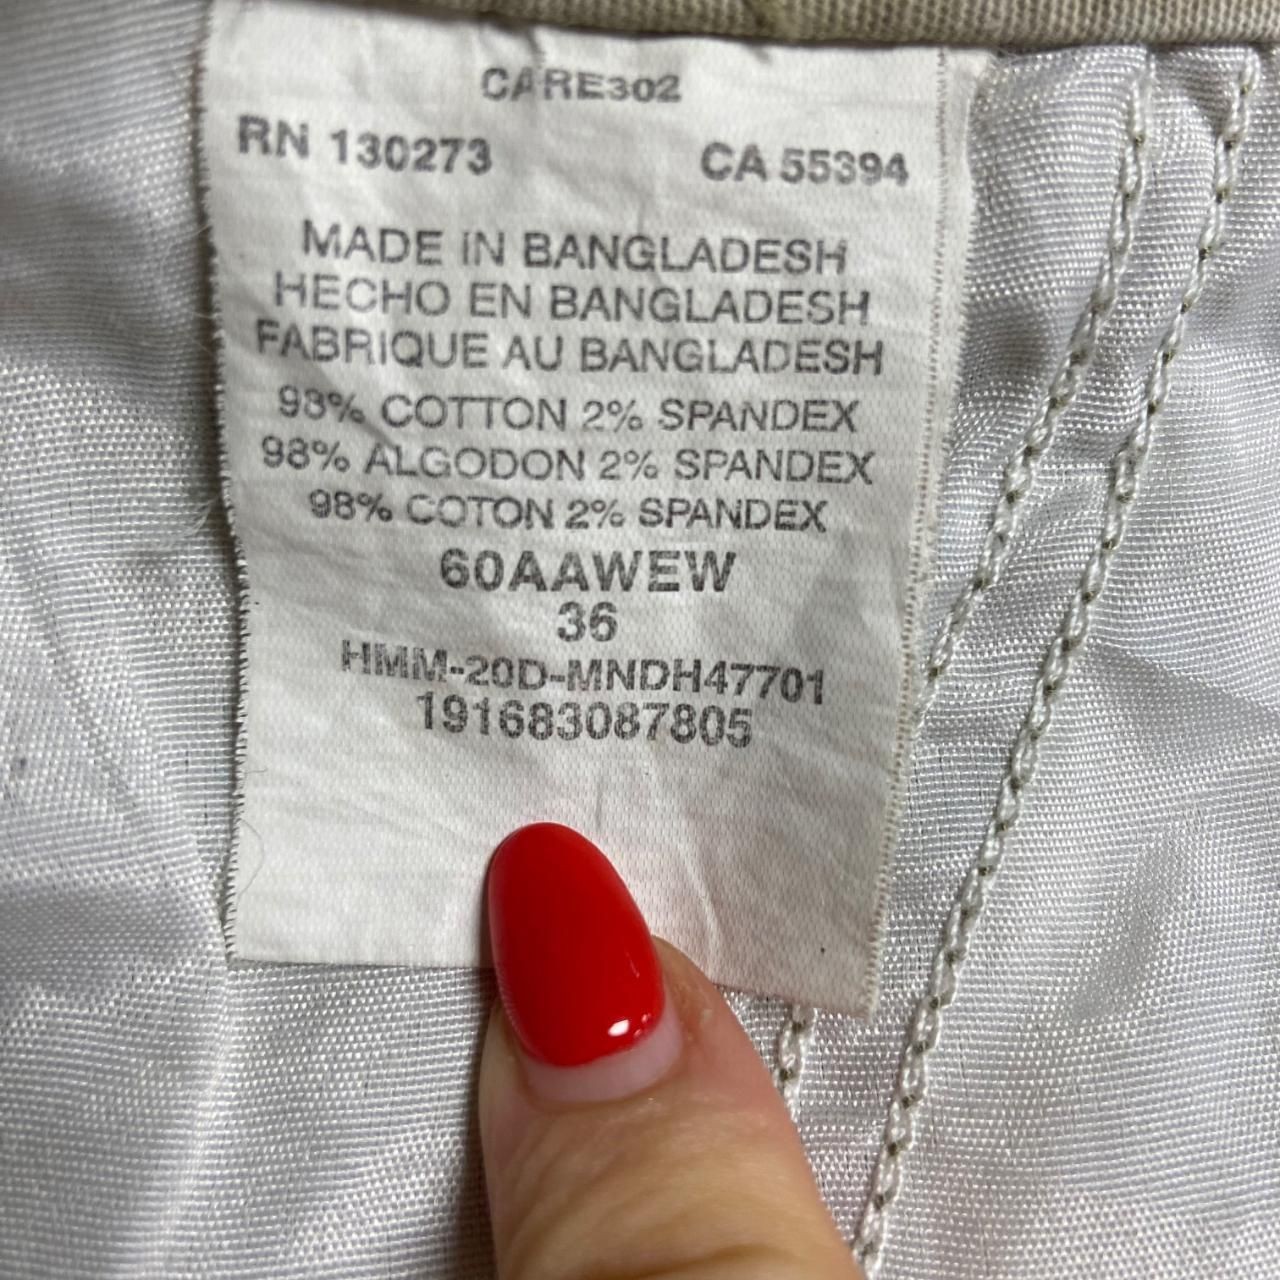 CARE302
RN 130273 CA 55394
MADE IN BANGLADESH
HECHO EN BANGLADESH
FABRIQUE AU BANGLADESH
98% COTTON 2% SPANDEX
98% ALGODON 2% SPANDEX
98% COTON 2% SPANDEX
60AAWEW
36
HMM-20D-MNDH47701
191683087805